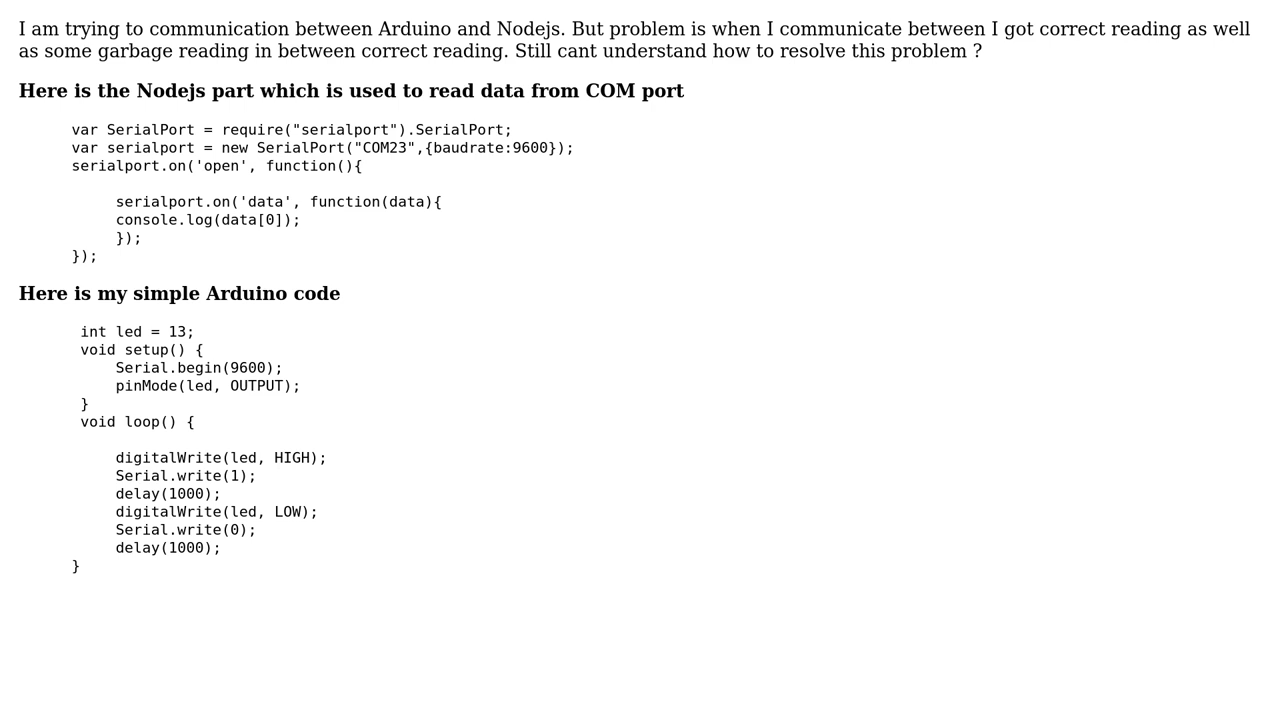 I am trying to communication between Arduino and Nodejs. But problem is when I communicate between I got correct reading as well
as some garbage reading in between correct reading. Still cant understand how to resolve this problem ?
Here is the Nodejs part which is used to read data from COM port
var SerialPort = require("serialport").SerialPort;
var serialport = new SerialPort("COM23",{baudrate:9600});
serialport.on('open', function(){
serialport.on('data', function(data){
console.log(data[0]);
});
});
Here is my simple Arduino code
int led = 13;
void setup() {
Serial.begin(9600);
pinMode(led, OUTPUT);
}
void loop() {
digitalWrite(led, HIGH);
Serial.write(1);
delay(1000);
digitalWrite(led, LOW);
Serial.write(0);
delay(1000);
}